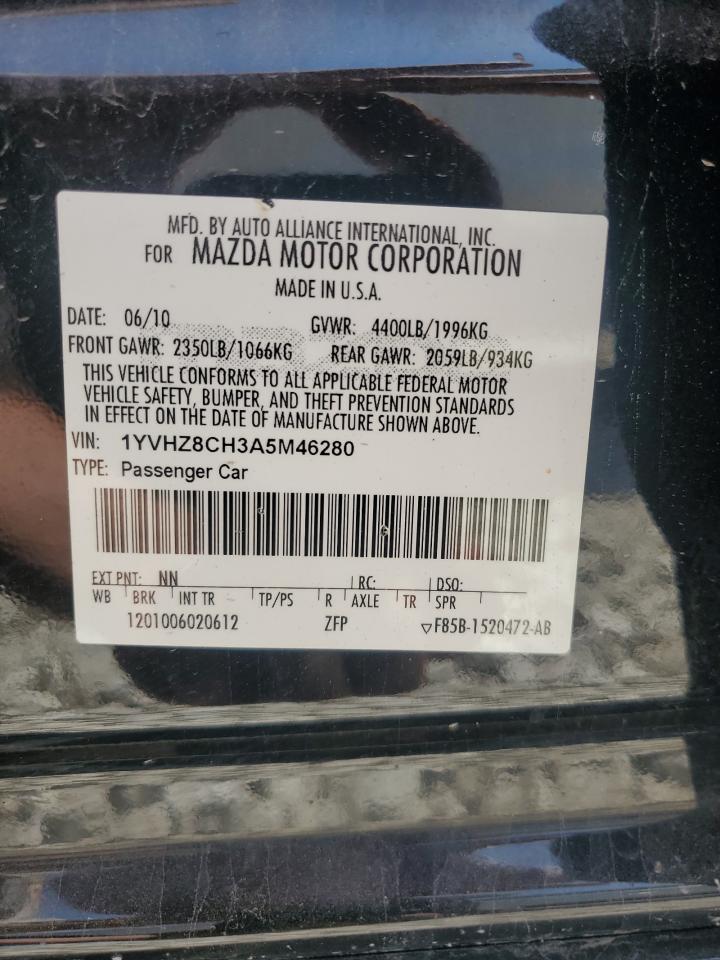 MFD. BY AUTO ALLIANCE INTERNATIONAL, INC.
FOR MAZDA MOTOR CORPORATION
MADE IN U.S.A.
DATE: 06/10 GVWR: 4400LB/1996KG
FRONT GAWR: 2350LB/1066KG REAR GAWR: 2059LB/934KG
THIS VEHICLE CONFORMS TO ALL APPLICABLE FEDERAL MOTOR
VEHICLE SAFETY, BUMPER, AND THEFT PREVENTION STANDARDS
IN EFFECT ON THE DATE OF MANUFACTURE SHOWN ABOVE.
VIN: 1YVHZ8CH3A5M46280
TYPE: Passenger Car
EXT PNT: NN RC: DSO:
WB BRK INT TR TP/PS R AXLE TR SPR
1201006020612 ZFP ▽F85B-1520472-AB